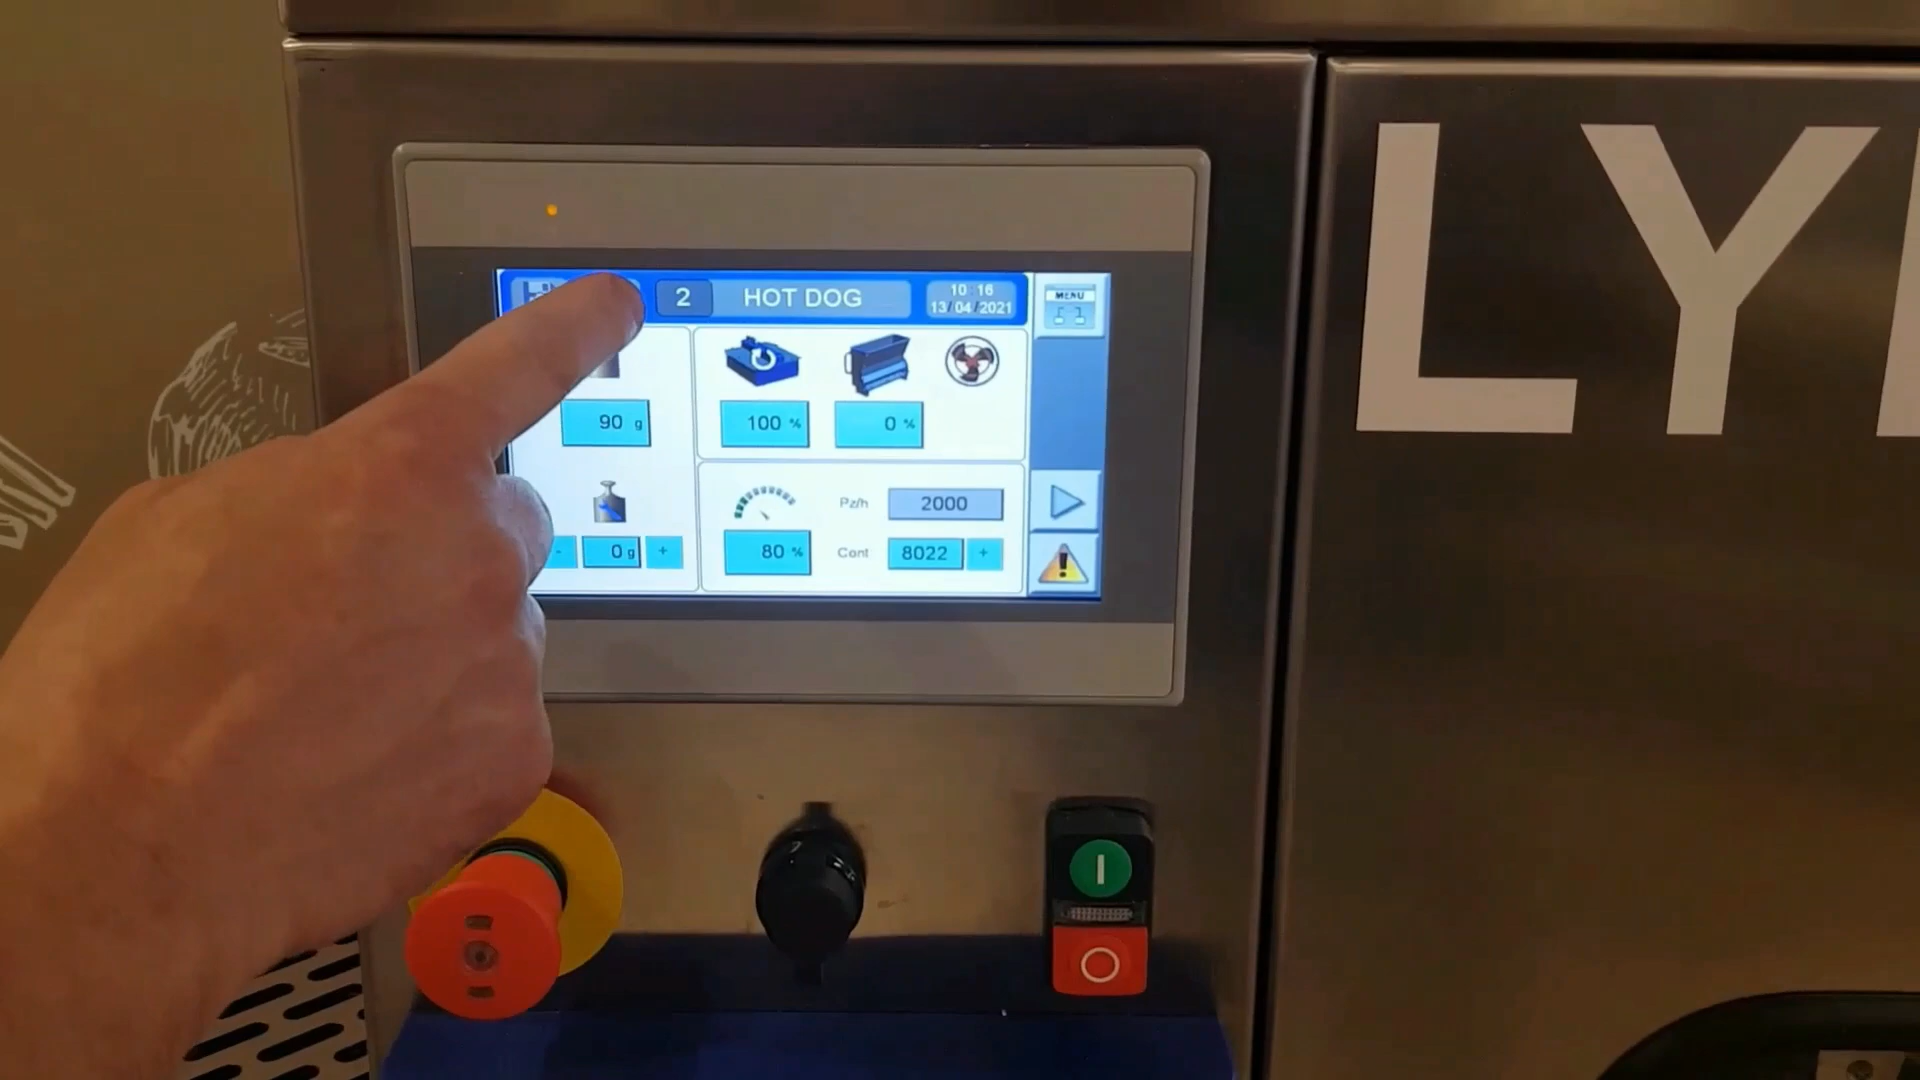 2 HOT DOG
10:16
13/04/2021
MENU
90 g
100 %
0 %
Pz/h 2000
- 0 g +
80 %
Cont 8022 +
LY